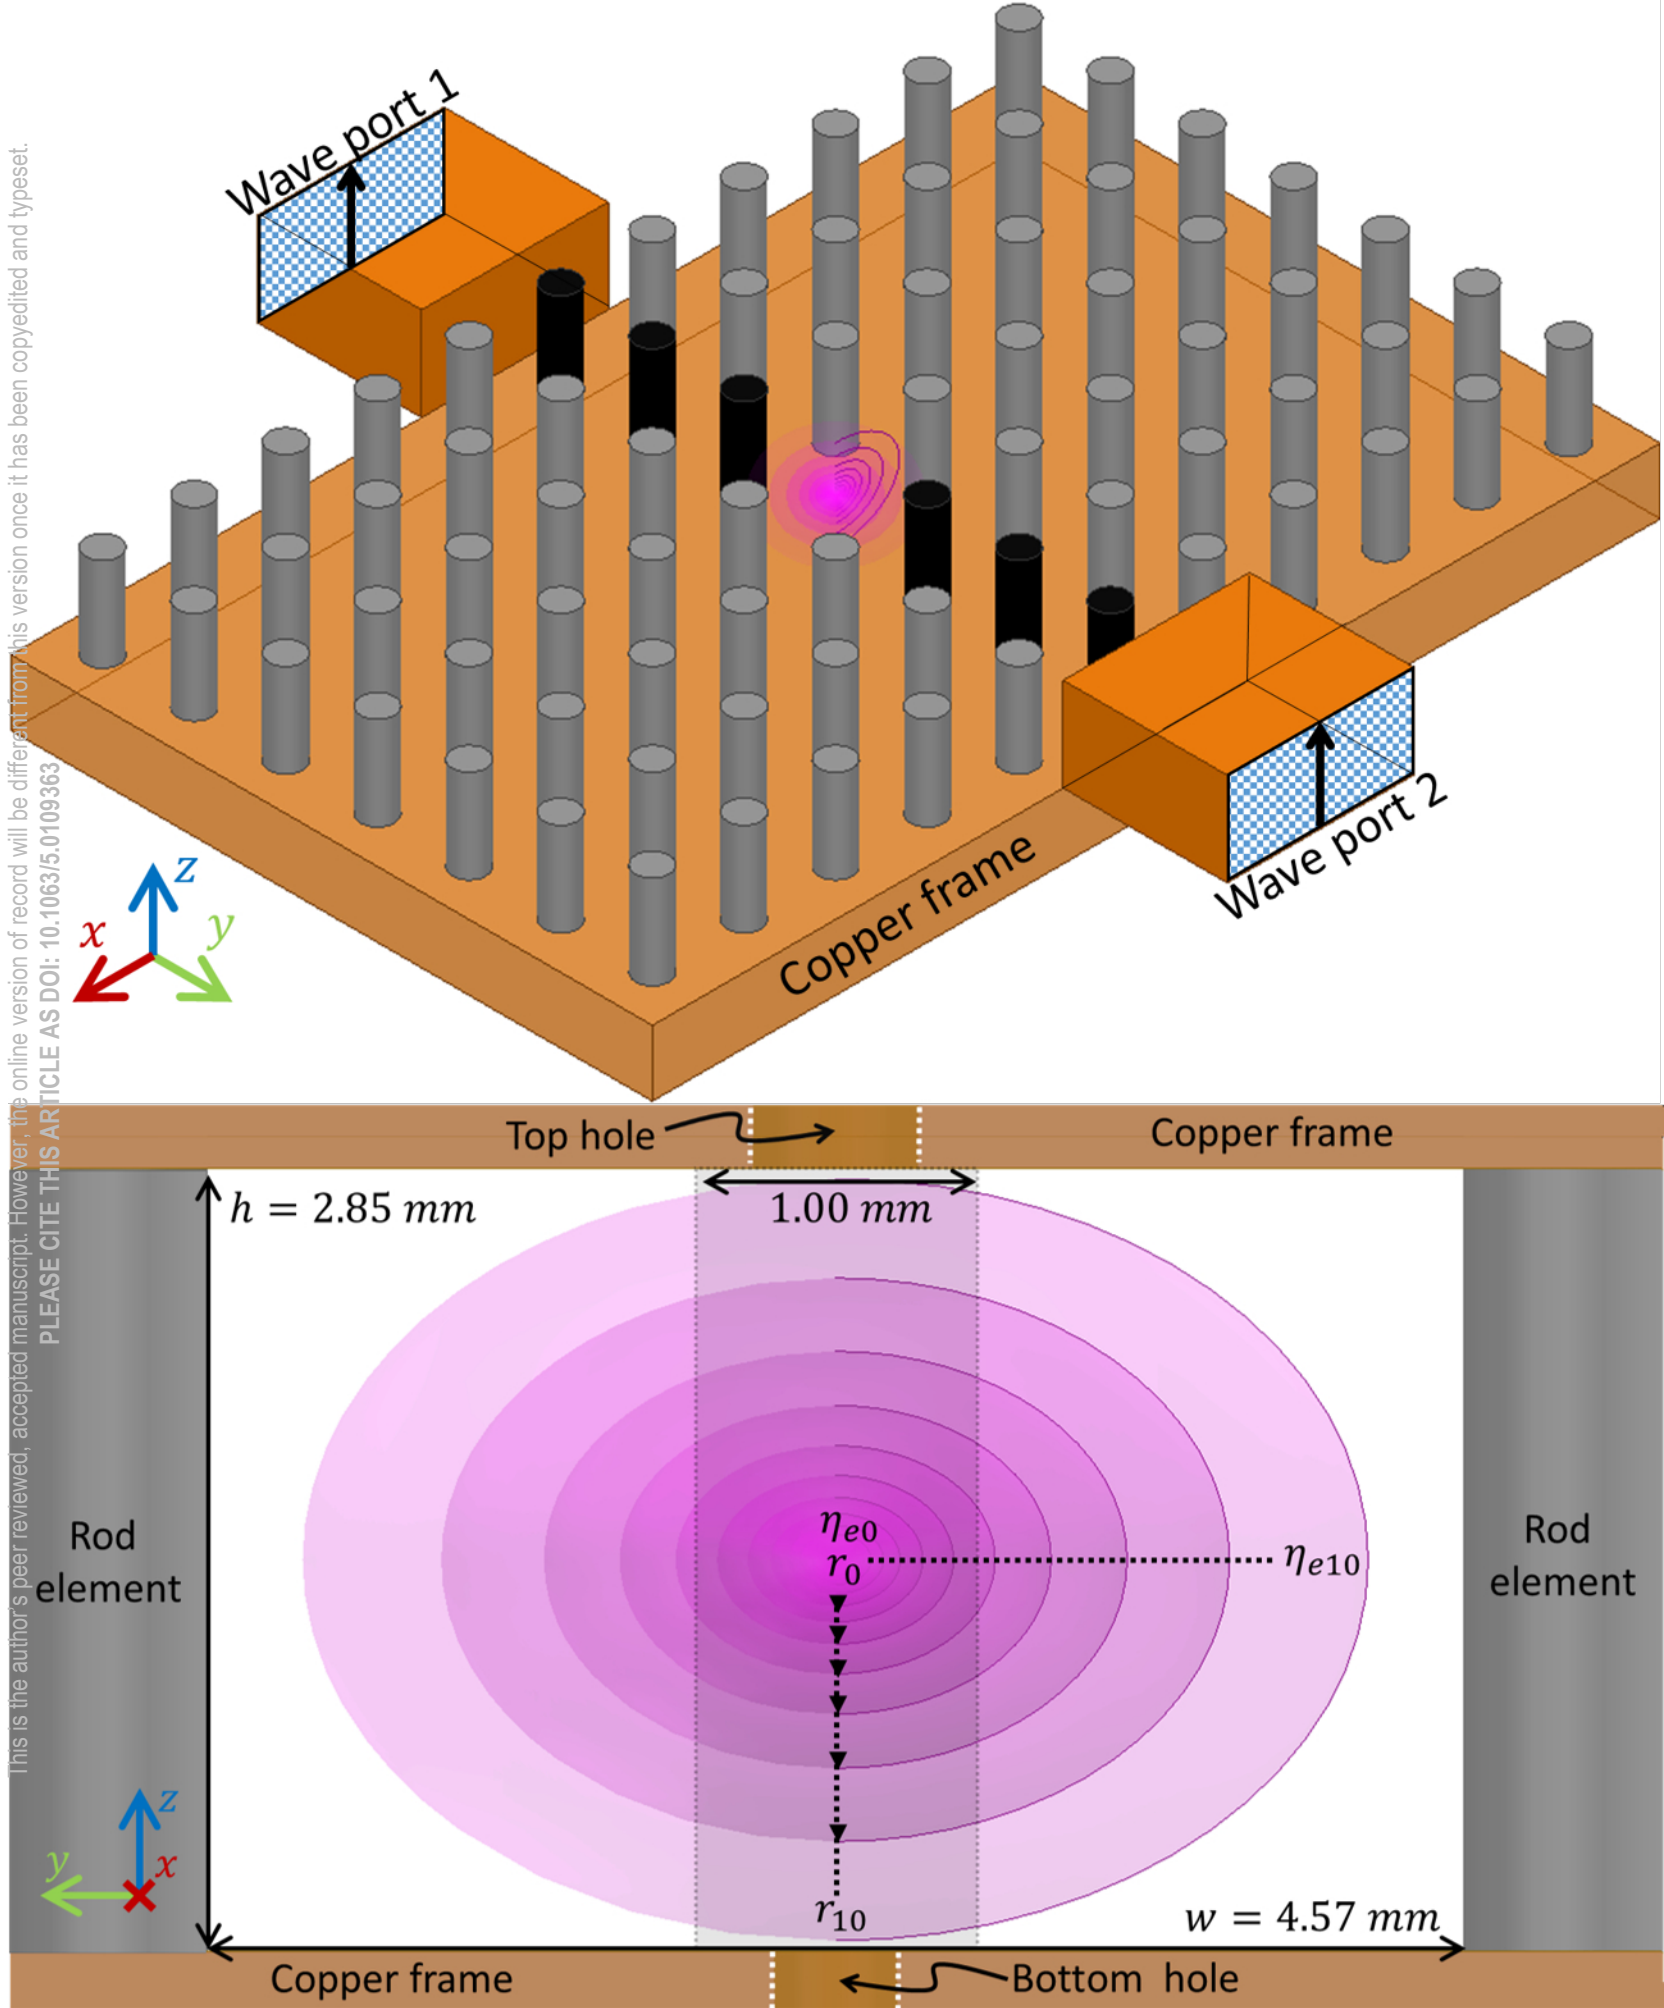 This is the author's peer reviewed, accepted manuscript. However, the online version of record will be different from this version once it has been copyedited and typeset.
PLEASE CITE THIS ARTICLE AS DOI: 10.1063/5.0109363
Wave port 1
Wave port 2
Copper frame
z
x
y
Top hole
Copper frame
h = 2.85 mm
1.00 mm
η_e0
r_0
η_e10
Rod
element
Rod
element
z
y
x
r_10
w = 4.57 mm
Copper frame
Bottom hole